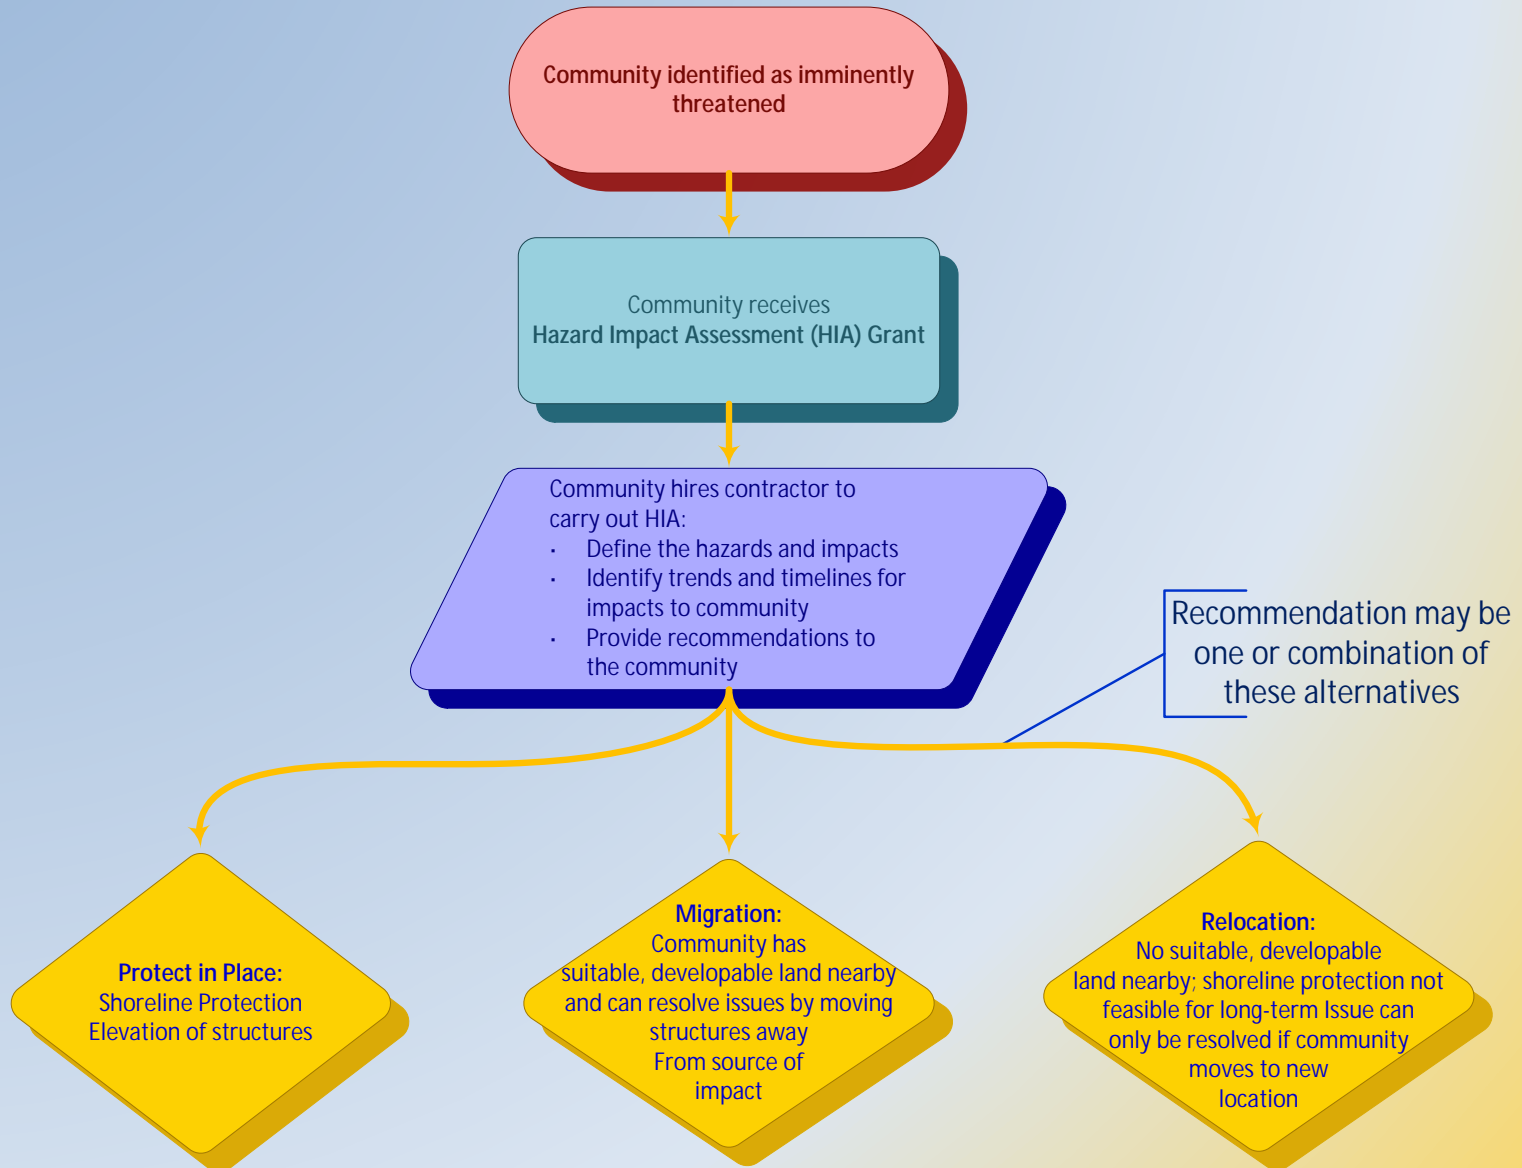 Community identified as imminently
threatened
Community receives
Hazard Impact Assessment (HIA) Grant
Community hires contractor to
carry out HIA:
· Define the hazards and impacts
· Identify trends and timelines for
impacts to community
· Provide recommendations to
the community
Recommendation may be
one or combination of
these alternatives
Protect in Place:
Shoreline Protection
Elevation of structures
Migration:
Community has
suitable, developable land nearby
and can resolve issues by moving
structures away
From source of
impact
Relocation:
No suitable, developable
land nearby; shoreline protection not
feasible for long-term Issue can
only be resolved if community
moves to new
location